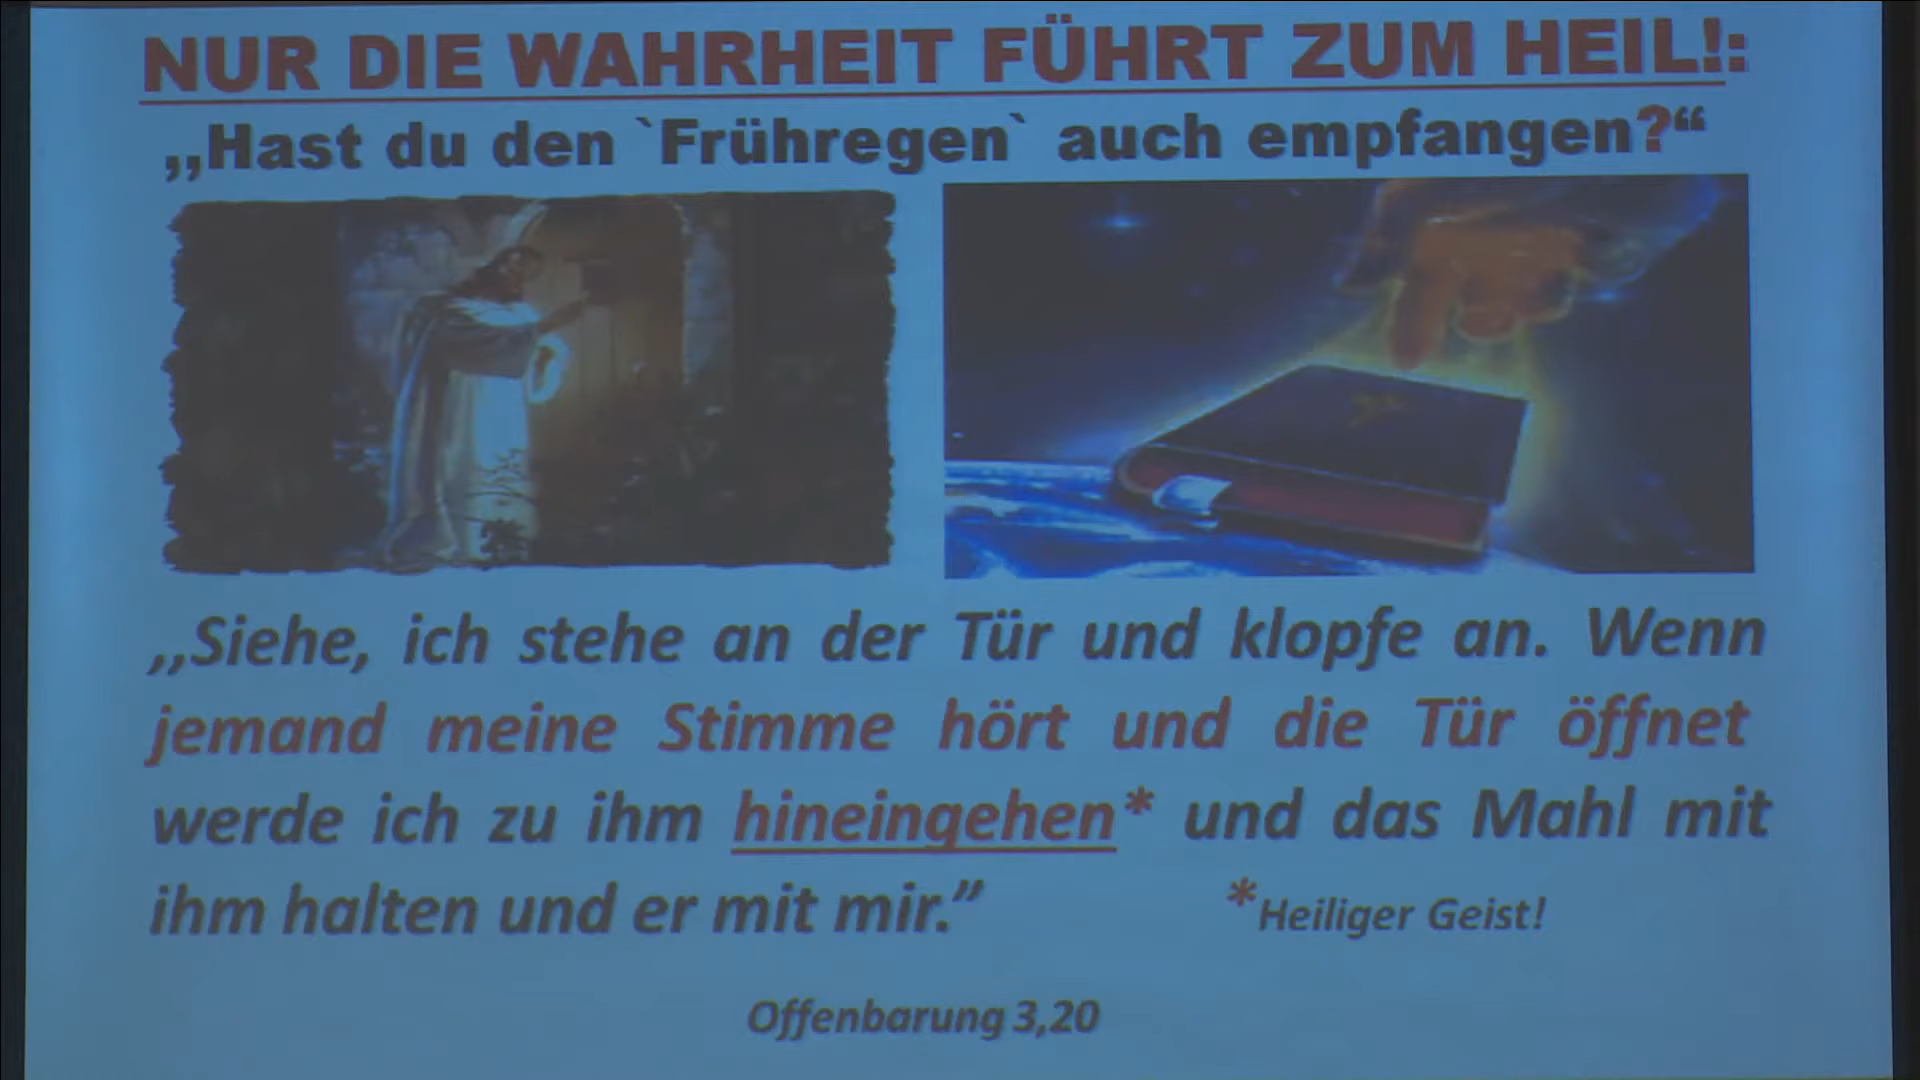 NUR DIE WAHRHEIT FÜHRT ZUM HEIL!:
,,Hast du den `Frühregen` auch empfangen?“
,,Siehe, ich stehe an der Tür und klopfe an. Wenn
jemand meine Stimme hört und die Tür öffnet
werde ich zu ihm hineingehen* und das Mahl mit
ihm halten und er mit mir.”
*Heiliger Geist!
Offenbarung 3,20